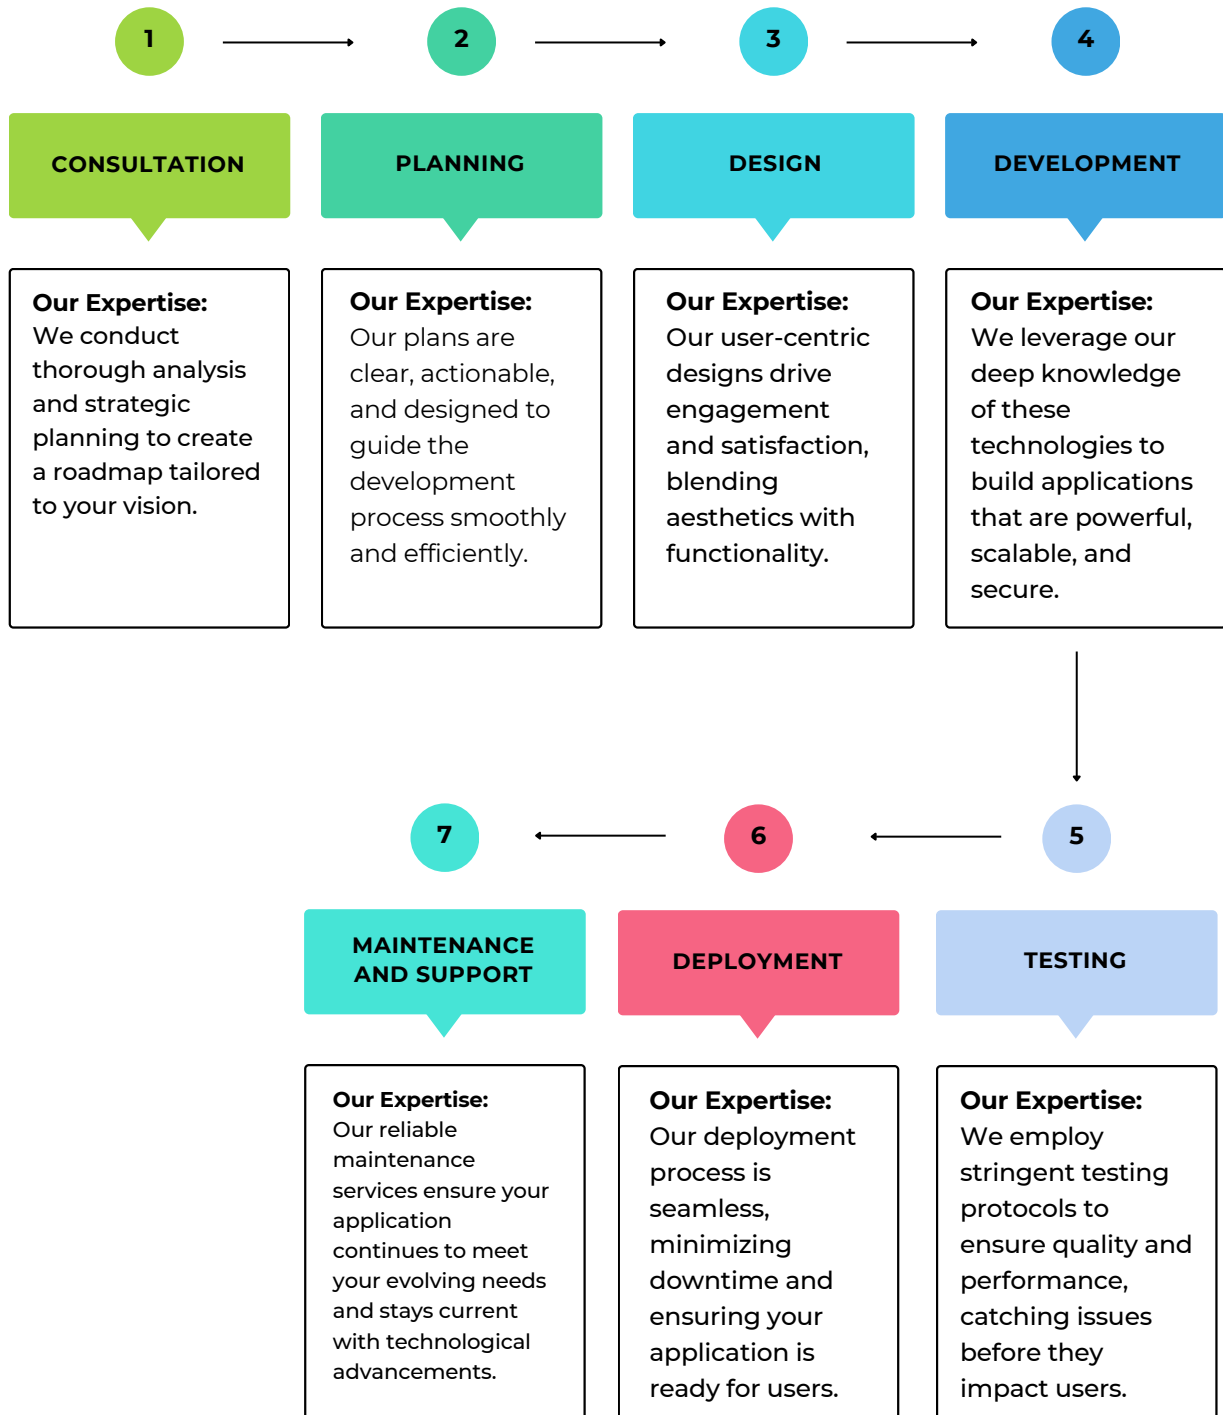 1
2
3
4
CONSULTATION
PLANNING
DESIGN
DEVELOPMENT
Our Expertise:
We conduct
thorough analysis
and strategic
planning to create
a roadmap tailored
to your vision.
Our Expertise:
Our plans are
clear, actionable,
and designed to
guide the
development
process smoothly
and efficiently.
Our Expertise:
Our user-centric
designs drive
engagement
and satisfaction,
blending
aesthetics with
functionality.
Our Expertise:
We leverage our
deep knowledge
of these
technologies to
build applications
that are powerful,
scalable, and
secure.
7
6
5
MAINTENANCE
AND SUPPORT
DEPLOYMENT
TESTING
Our Expertise:
Our reliable
maintenance
services ensure your
application
continues to meet
your evolving needs
and stays current
with technological
advancements.
Our Expertise:
Our deployment
process is
seamless,
minimizing
downtime and
ensuring your
application is
ready for users.
Our Expertise:
We employ
stringent testing
protocols to
ensure quality and
performance,
catching issues
before they
impact users.